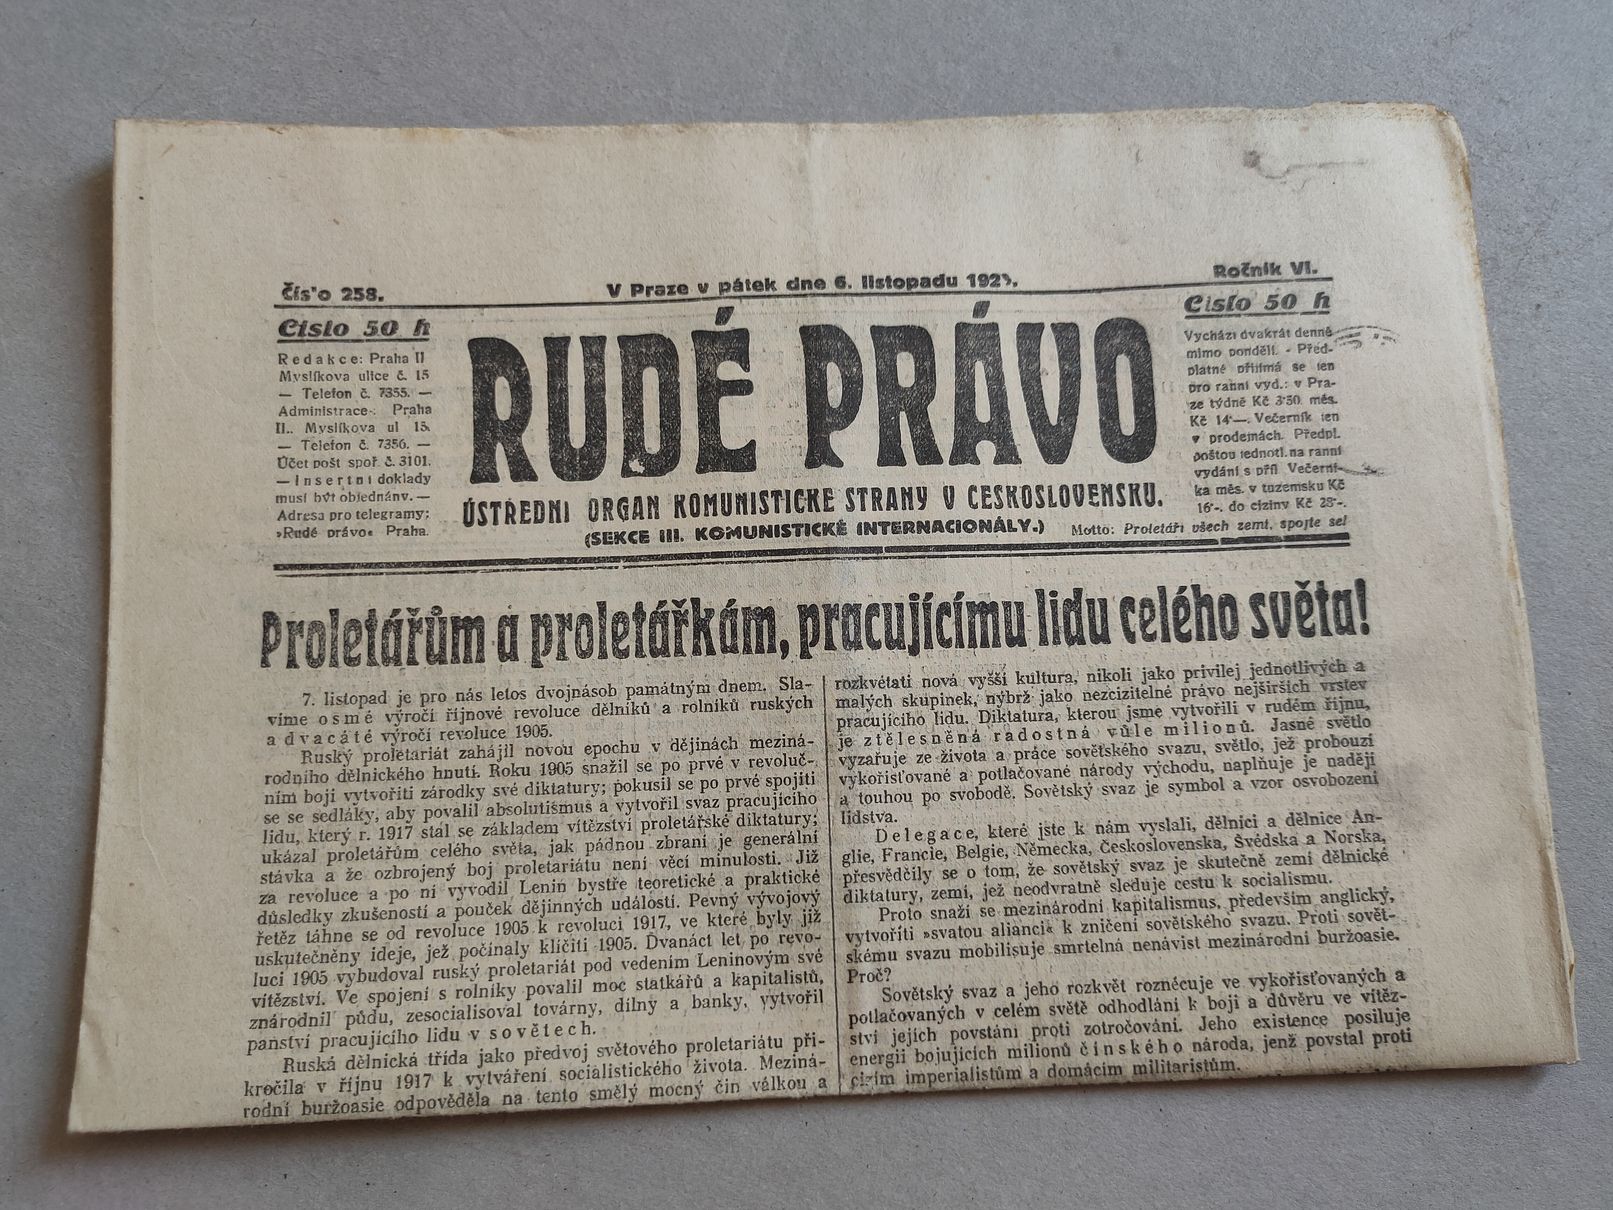 Číslo 258.
V Praze v pátek dne 6. listopadu 192
Ročník VI.
Cislo 50 h
Redakce: Praha II
Myslíkova ulice č. 15
— Telefon č. 7355. —
Administrace: Praha
II., Myslíkova ul 15.
— Telefon č. 7356. —
Účet pošt spoř. č. 3101.
— Insertní doklady
musí být objednány. —
Adresa pro telegramy:
»Rudé právo« Praha.
RUDÉ PRÁVO
ÚSTŘEDNI ORGAN KOMUNISTICKE STRANY V CESKOSLOVENSKU.
(SEKCE III. KOMUNISTICKÉ INTERNACIONÁLY.)
Motto: Proletáři všech zemí, spojte se!
Cislo 50 h
Vychází dvakrát denně
mimo pondělí. - Před-
platné přijímá se jen
pro ranní vyd.: v Pra-
ze týdně Kč 3·50, měs.
Kč 14·—. Večerník jen
v prodejnách. Předpl.
poštou jednotl. na ranní
vydání s příl Večerní-
ka měs. v tuzemsku Kč
16·-. do ciziny Kč 28·-.
Proletářům a proletářkám, pracujícímu lidu celého světa!
7. listopad je pro nás letos dvojnásob památným dnem. Sla-
víme osmé výročí říjnové revoluce dělníků a rolníků ruských
a dvacáté výročí revoluce 1905.
Ruský proletariát zahájil novou epochu v dějinách meziná-
rodního dělnického hnutí. Roku 1905 snažil se po prvé v revoluč-
ním boji vytvořiti zárodky své diktatury; pokusil se po prvé spojiti
se se sedláky, aby povalil absolutismus a vytvořil svaz pracujícího
lidu, který r. 1917 stal se základem vítězství proletářské diktatury;
ukázal proletářům celého světa, jak pádnou zbraní je generální
stávka a že ozbrojený boj proletariátu není věcí minulosti. Již
za revoluce a po ní vyvodil Lenin bystře teoretické a praktické
důsledky zkušeností a pouček dějinných událostí. Pevný vývojový
řetěz táhne se od revoluce 1905 k revoluci 1917, ve které byly již
uskutečněny ideje, jež počínaly klíčiti 1905. Dvanáct let po revo-
luci 1905 vybudoval ruský proletariát pod vedením Leninovým své
vítězství. Ve spojení s rolníky povalil moc statkářů a kapitalistů,
znárodnil půdu, zesocialisoval továrny, dílny a banky, vytvořil
panství pracujícího lidu v sovětech.
Ruská dělnická třída jako předvoj světového proletariátu při-
kročila v říjnu 1917 k vytváření socialistického života. Meziná-
rodní buržoasie odpověděla na tento smělý mocný čin válkou a
rozkvétati nová vyšší kultura, nikoli jako privilej jednotlivých a
malých skupinek, nýbrž jako nezcizitelné právo nejširších vrstev
pracujícího lidu. Diktatura, kterou jsme vytvořili v rudém říjnu,
je ztělesněná radostná vůle milionů. Jasné světlo
vyzařuje ze života a práce sovětského svazu, světlo, jež probouzí
vykořisťované a potlačované národy východu, naplňuje je nadějí
a touhou po svobodě. Sovětský svaz je symbol a vzor osvobození
lidstva.
Delegace, které jste k nám vyslali, dělníci a dělnice An-
glie, Francie, Belgie, Německa, Československa, Švédska a Norska,
přesvědčily se o tom, že sovětský svaz je skutečně zemí dělnické
diktatury, zemí, jež neodvratně sleduje cestu k socialismu.
Proto snaží se mezinárodní kapitalismus, především anglický,
vytvořiti »svatou alianci« k zničení sovětského svazu. Proti sovět-
skému svazu mobilisuje smrtelná nenávist mezinárodní buržoasie.
Proč?
Sovětský svaz a jeho rozkvět roznécuje ve vykořisťovaných a
potlačovaných v celém světě odhodlání k boji a důvěru ve vítěz-
ství jejích povstání proti zotročování. Jeho existence posiluje
energii bojujících milionů čínského národa, jenž povstal proti
cizím imperialistům a domácím militaristům.